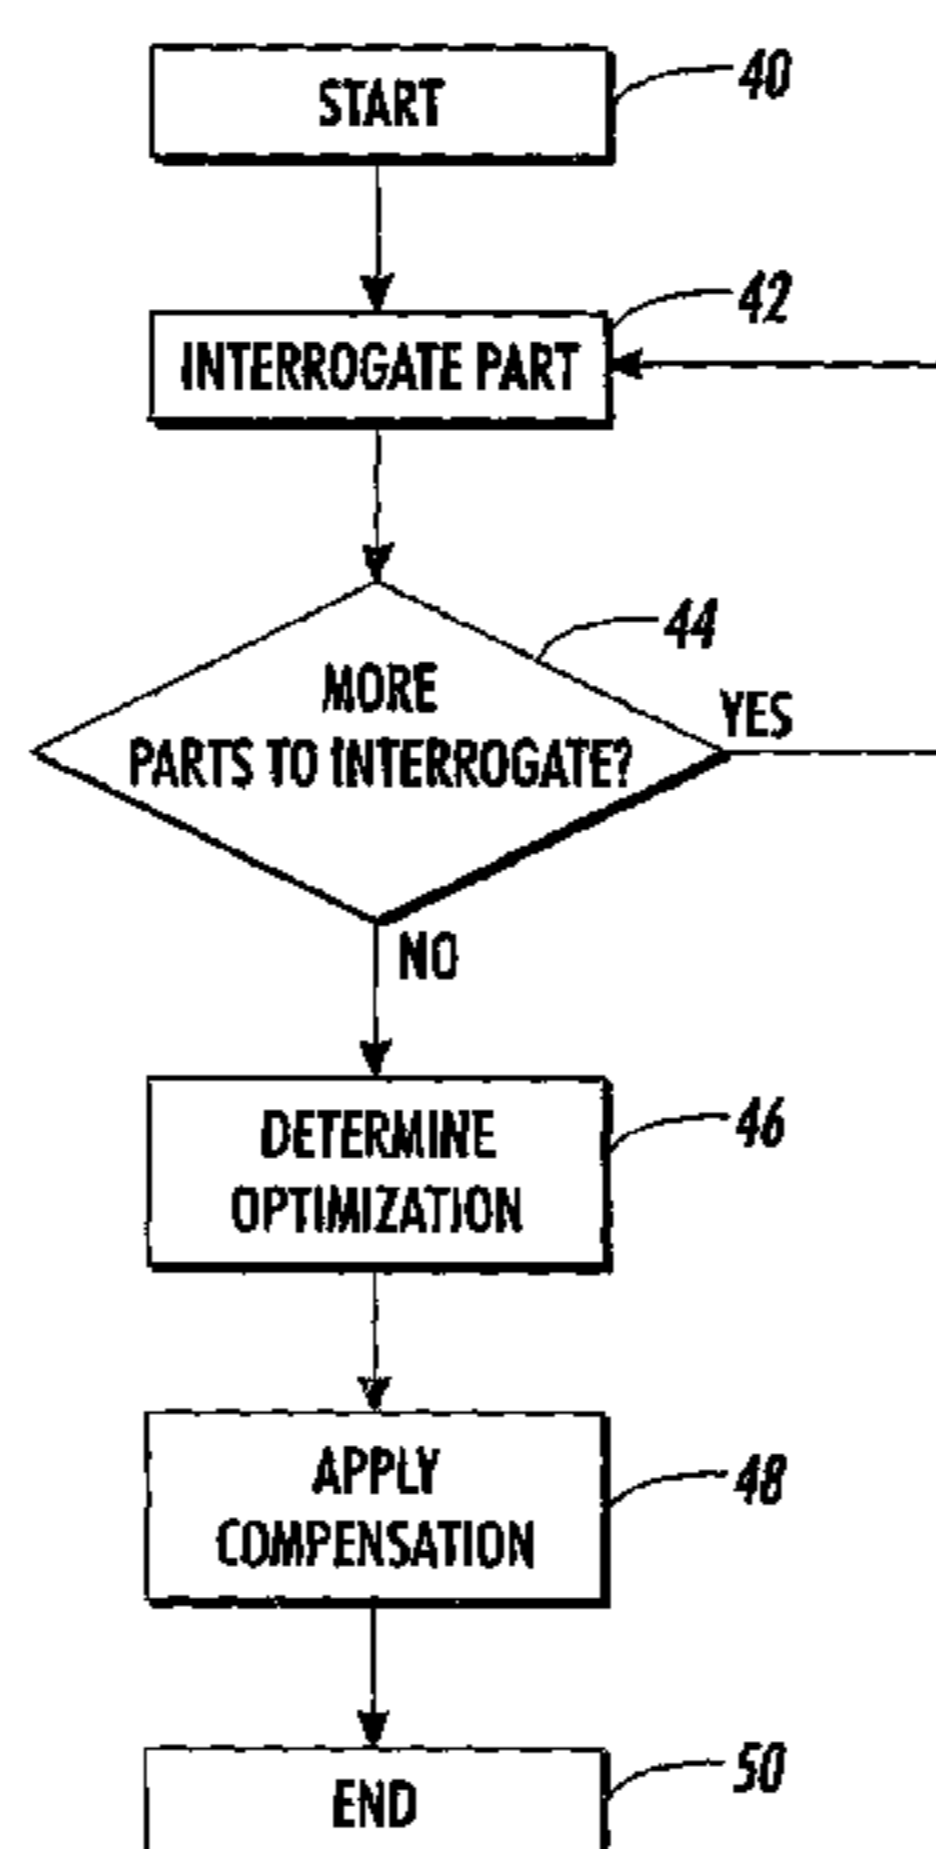 START
40
INTERROGATE PART
42
44
MORE
PARTS TO INTERROGATE?
YES
NO
DETERMINE
OPTIMIZATION
46
APPLY
COMPENSATION
48
END
50